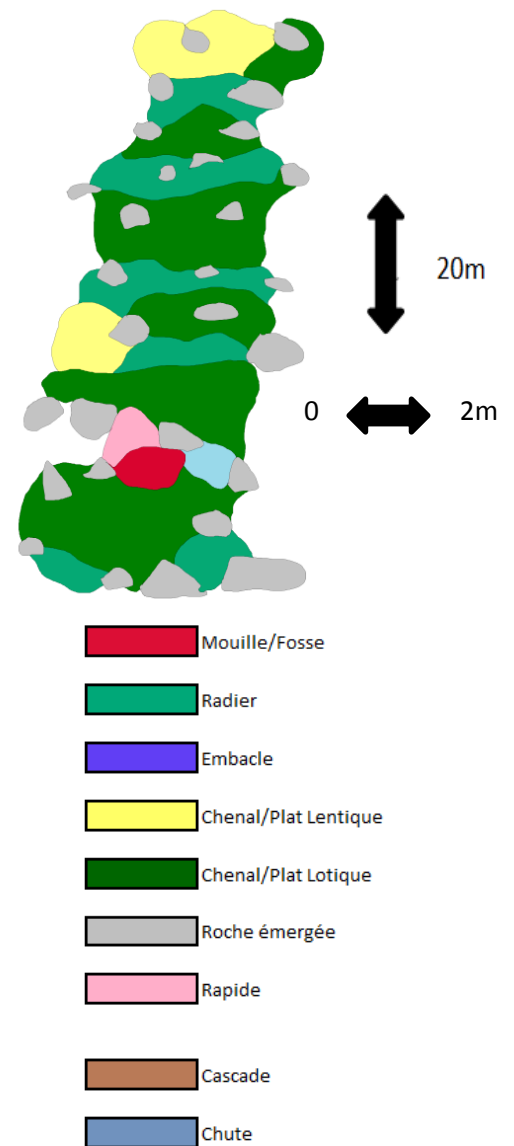 20m
0 2m
Mouille/Fosse
Radier
Embacle
Chenal/Plat Lentique
Chenal/Plat Lotique
Roche émergée
Rapide
Cascade
Chute